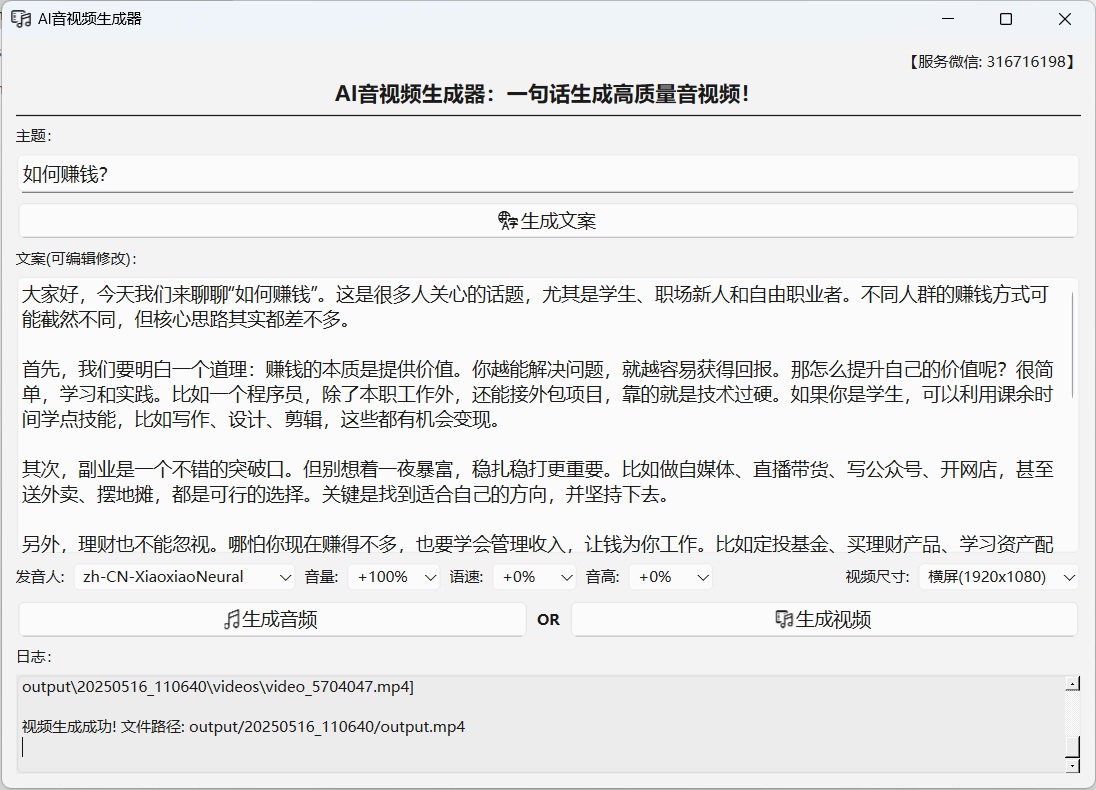 AI音视频生成器
【服务微信: 316716198】
AI音视频生成器：一句话生成高质量音视频！
主题:
如何赚钱?
生成文案
文案(可编辑修改):
大家好，今天我们来聊聊“如何赚钱”。这是很多人关心的话题，尤其是学生、职场新人和自由职业者。不同人群的赚钱方式可
能截然不同，但核心思路其实都差不多。
首先，我们要明白一个道理：赚钱的本质是提供价值。你越能解决问题，就越容易获得回报。那怎么提升自己的价值呢？很简
单，学习和实践。比如一个程序员，除了本职工作外，还能接外包项目，靠的就是技术过硬。如果你是学生，可以利用课余时
间学点技能，比如写作、设计、剪辑，这些都有机会变现。
其次，副业是一个不错的突破口。但别想着一夜暴富，稳扎稳打更重要。比如做自媒体、直播带货、写公众号、开网店，甚至
送外卖、摆地摊，都是可行的选择。关键是找到适合自己的方向，并坚持下去。
另外，理财也不能忽视。哪怕你现在赚得不多，也要学会管理收入，让钱为你工作。比如定投基金、买理财产品、学习资产配
发音人: zh-CN-XiaoxiaoNeural 音量: +100% 语速: +0% 音高: +0% 视频尺寸: 横屏(1920x1080)
生成音频 OR 生成视频
日志:
output\20250516_110640\videos\video_5704047.mp4]
视频生成成功! 文件路径: output/20250516_110640/output.mp4